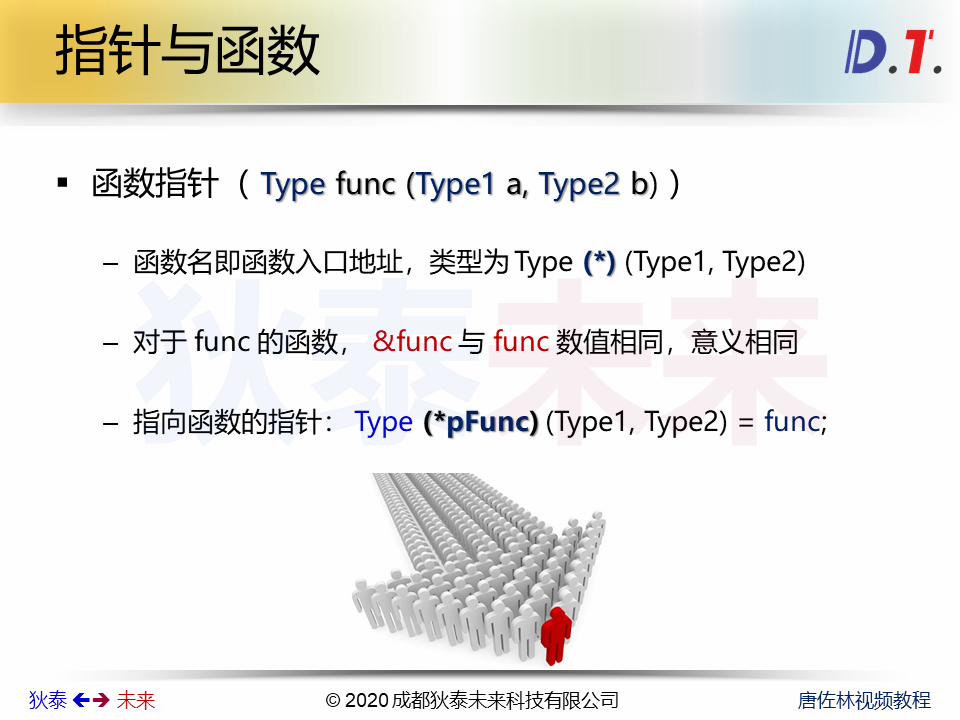 指针与函数
D.T.
▪ 函数指针（Type func (Type1 a, Type2 b)）
– 函数名即函数入口地址，类型为 Type (*) (Type1, Type2)
– 对于 func 的函数， &func 与 func 数值相同，意义相同
– 指向函数的指针： Type (*pFunc) (Type1, Type2) = func;
狄泰未来
狄泰 🡸🡺 未来
© 2020 成都狄泰未来科技有限公司
唐佐林视频教程